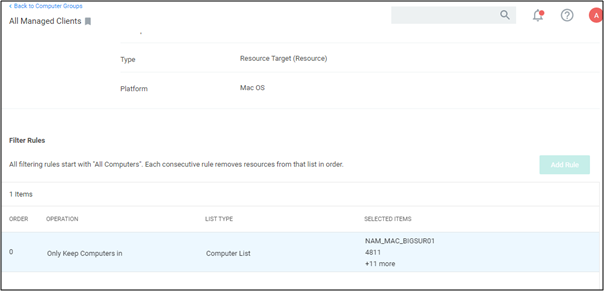 ‹ Back to Computer Groups
All Managed Clients
A
Type Resource Target (Resource)
Platform Mac OS
Filter Rules
All filtering rules start with "All Computers". Each consecutive rule removes resources from that list in order.
Add Rule
1 Items
ORDER OPERATION LIST TYPE SELECTED ITEMS
0 Only Keep Computers in Computer List NAM_MAC_BIGSUR01
4811
+11 more